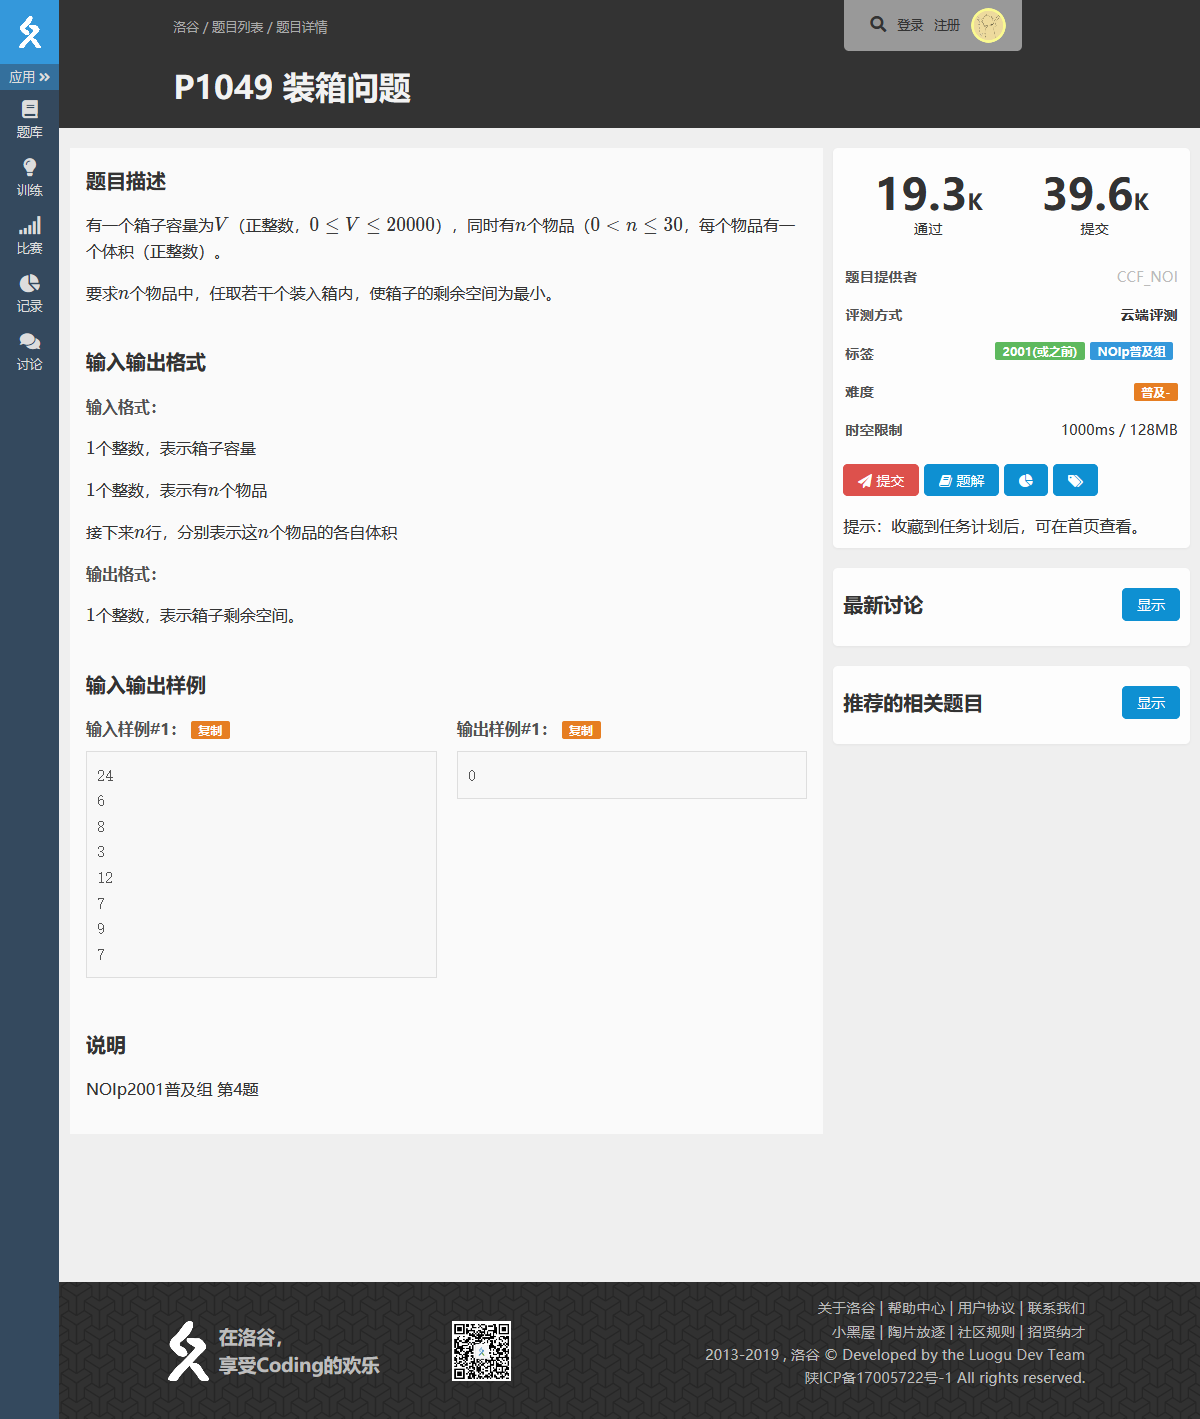 洛谷 / 题目列表 / 题目详情
登录 注册
P1049 装箱问题
应用
题库
训练
比赛
记录
讨论
题目描述
有一个箱子容量为V（正整数，0 ≤ V ≤ 20000），同时有n个物品（0 < n ≤ 30，每个物品有一
个体积（正整数）。
要求n个物品中，任取若干个装入箱内，使箱子的剩余空间为最小。
输入输出格式
输入格式：
1个整数，表示箱子容量
1个整数，表示有n个物品
接下来n行，分别表示这n个物品的各自体积
输出格式：
1个整数，表示箱子剩余空间。
输入输出样例
输入样例#1： 复制
24
6
8
3
12
7
9
7
输出样例#1： 复制
0
说明
NOIp2001普及组 第4题
19.3K 39.6K
通过 提交
题目提供者 CCF_NOI
评测方式 云端评测
标签 2001(或之前) NOIp普及组
难度 普及-
时空限制 1000ms / 128MB
提交 题解
提示：收藏到任务计划后，可在首页查看。
最新讨论 显示
推荐的相关题目 显示
在洛谷，
享受Coding的欢乐
关于洛谷 | 帮助中心 | 用户协议 | 联系我们
小黑屋 | 陶片放逐 | 社区规则 | 招贤纳才
2013-2019 , 洛谷 © Developed by the Luogu Dev Team
陕ICP备17005722号-1 All rights reserved.